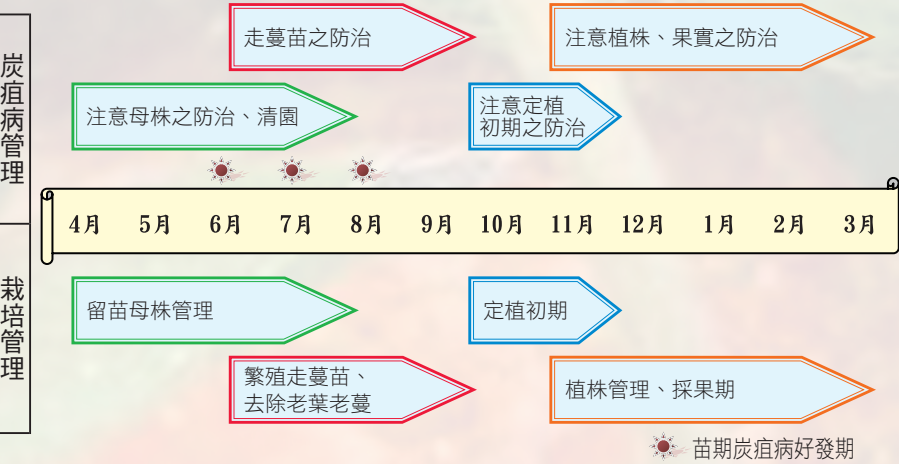 炭疽病管理
走蔓苗之防治
注意植株、果實之防治
注意母株之防治、清園
注意定植
初期之防治
4月 5月 6月 7月 8月 9月 10月 11月 12月 1月 2月 3月
栽培管理
留苗母株管理
定植初期
繁殖走蔓苗、
去除老葉老蔓
植株管理、採果期
苗期炭疽病好發期